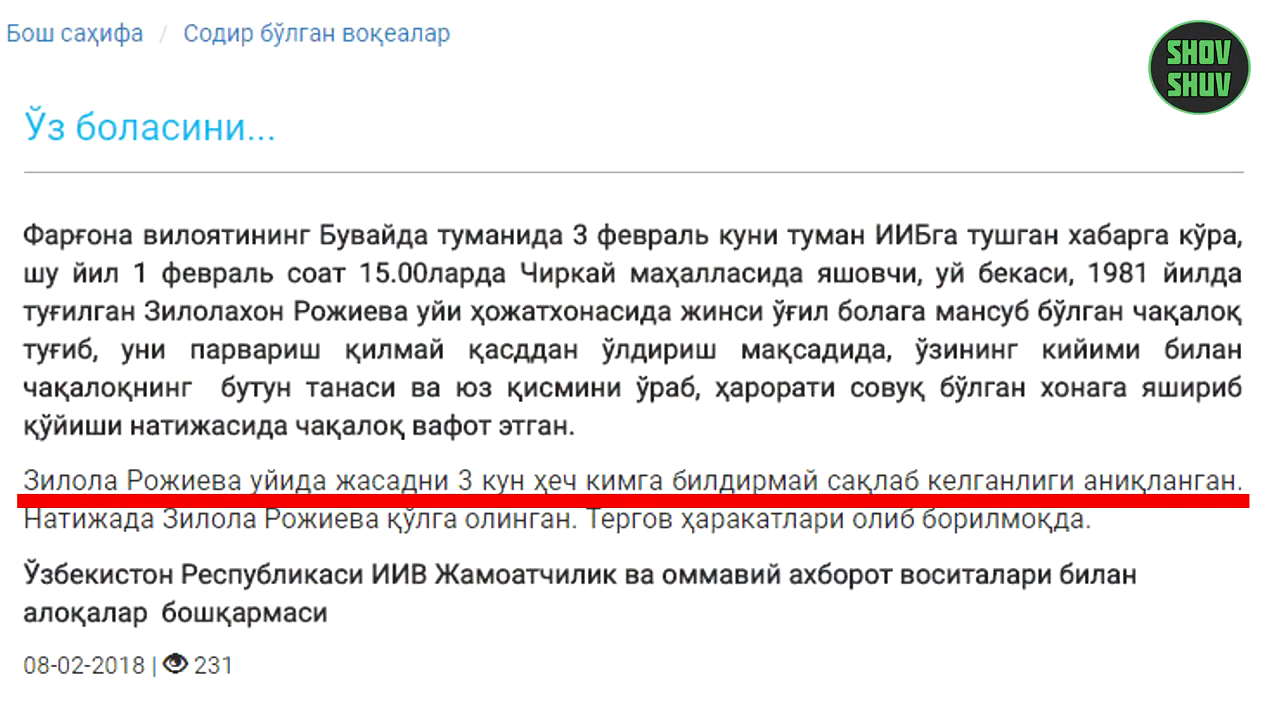 Бош саҳифа / Содир бўлган воқеалар
SHOV
SHUV
Ўз боласини...
Фарғона вилоятининг Бувайда туманида 3 февраль куни туман ИИБга тушган хабарга кўра,
шу йил 1 февраль соат 15.00ларда Чиркай маҳалласида яшовчи, уй бекаси, 1981 йилда
туғилган Зилолахон Рожиева уйи ҳожатхонасида жинси ўғил болага мансуб бўлган чақалоқ
туғиб, уни парвариш қилмай қасддан ўлдириш мақсадида, ўзининг кийими билан
чақалоқнинг бутун танаси ва юз қисмини ўраб, ҳарорати совуқ бўлган хонага яшириб
қўйиши натижасида чақалоқ вафот этган.
Зилола Рожиева уйида жасадни 3 кун ҳеч кимга билдирмай сақлаб келганлиги аниқланган.
Натижада Зилола Рожиева қўлга олинган. Тергов ҳаракатлари олиб борилмоқда.
Ўзбекистон Республикаси ИИВ Жамоатчилик ва оммавий ахборот воситалари билан
алоқалар бошқармаси
08-02-2018 | 231